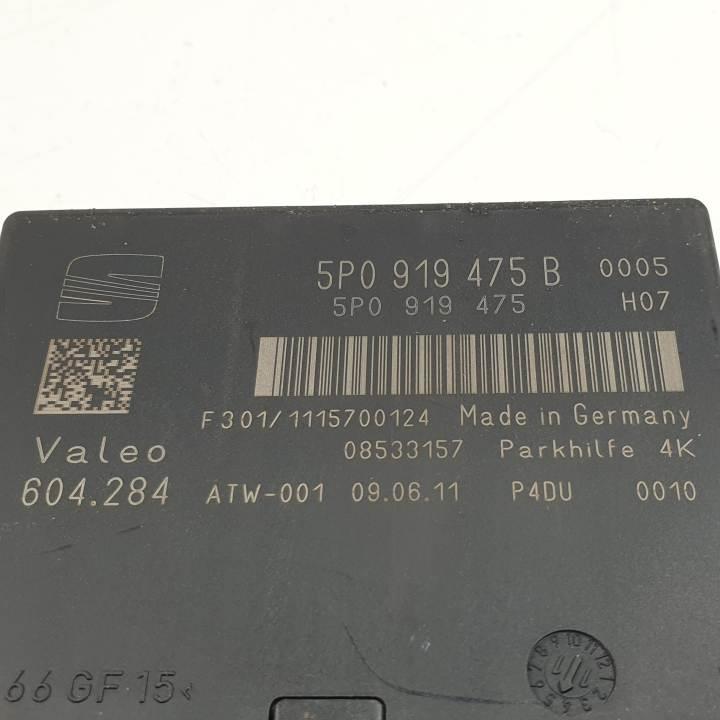 5P0 919 475 B 0005
5P0 919 475 H07
F301/1115700124 Made in Germany
Valeo 08533157 Parkhilfe 4K
604.284 ATW-001 09.06.11 P4DU 0010
66 GF 15